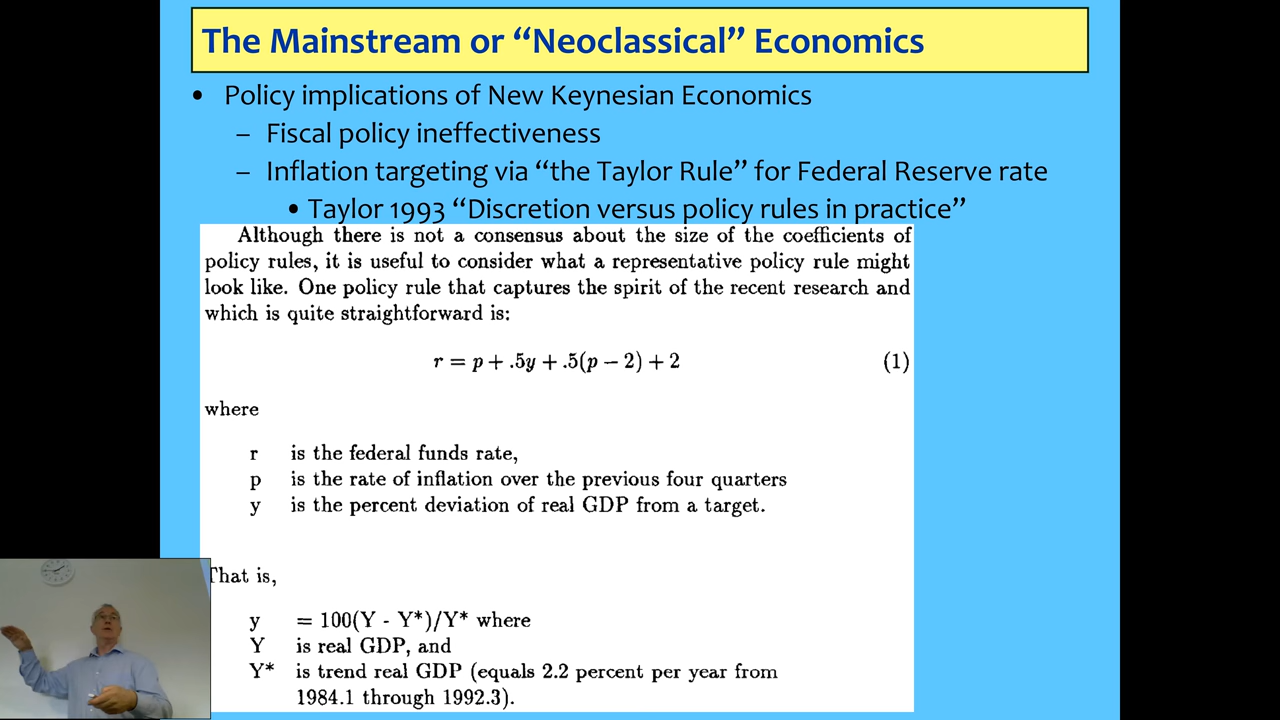 The Mainstream or “Neoclassical” Economics
• Policy implications of New Keynesian Economics
– Fiscal policy ineffectiveness
– Inflation targeting via “the Taylor Rule” for Federal Reserve rate
• Taylor 1993 “Discretion versus policy rules in practice”
Although there is not a consensus about the size of the coefficients of
policy rules, it is useful to consider what a representative policy rule might
look like. One policy rule that captures the spirit of the recent research and
which is quite straightforward is:
r = p + .5y + .5(p − 2) + 2 (1)
where
r is the federal funds rate,
p is the rate of inflation over the previous four quarters
y is the percent deviation of real GDP from a target.
That is,
y = 100(Y - Y*)/Y* where
Y is real GDP, and
Y* is trend real GDP (equals 2.2 percent per year from
1984.1 through 1992.3).